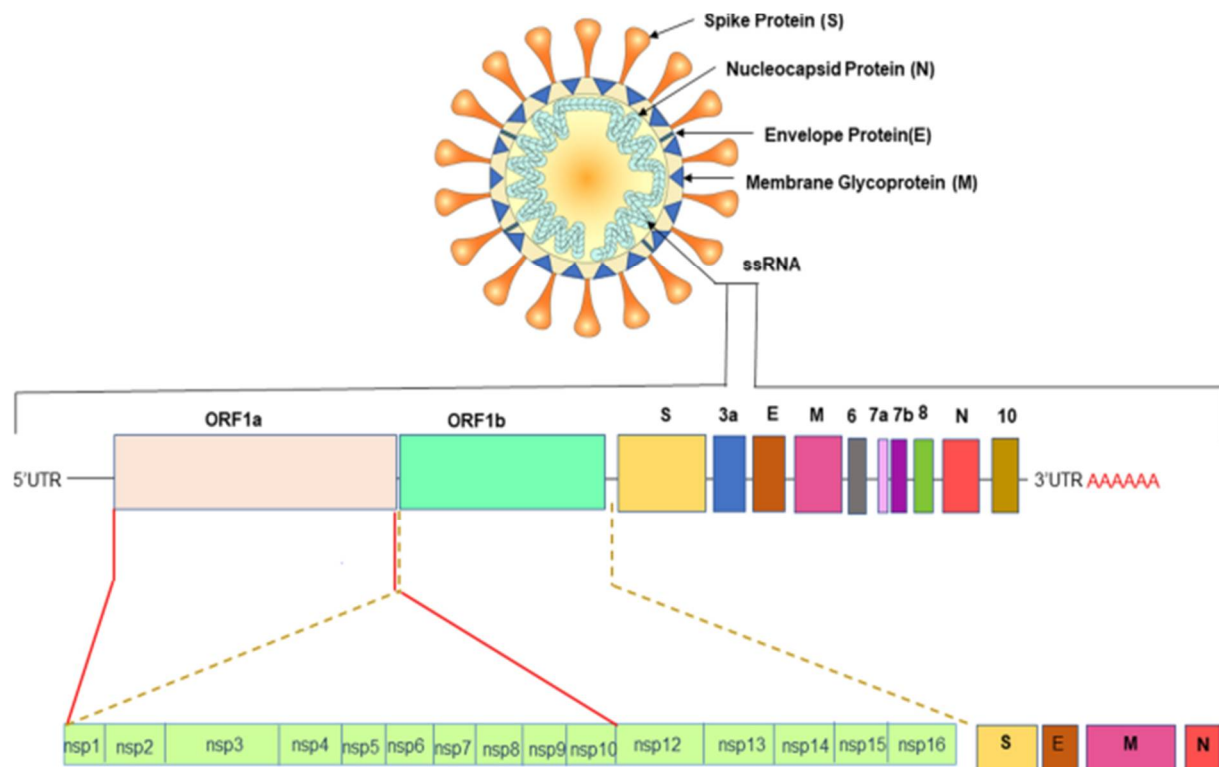 Spike Protein (S)
Nucleocapsid Protein (N)
Envelope Protein(E)
Membrane Glycoprotein (M)
ssRNA
ORF1a ORF1b S 3a E M 6 7a 7b 8 N 10
5'UTR 3'UTR AAAAAA
nsp1 nsp2 nsp3 nsp4 nsp5 nsp6 nsp7 nsp8 nsp9 nsp10 nsp12 nsp13 nsp14 nsp15 nsp16 S E M N